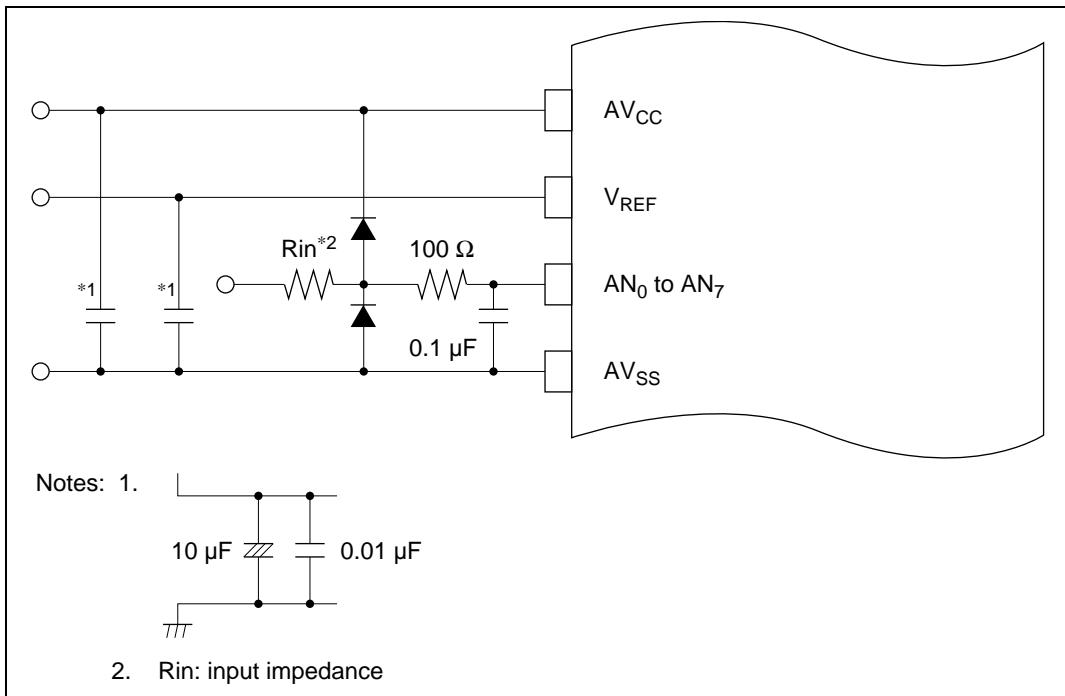 AVCC
VREF
Rin*2
100 Ω
*1
*1
AN0 to AN7
0.1 µF
AVSS
Notes: 1.
10 µF
0.01 µF
2. Rin: input impedance